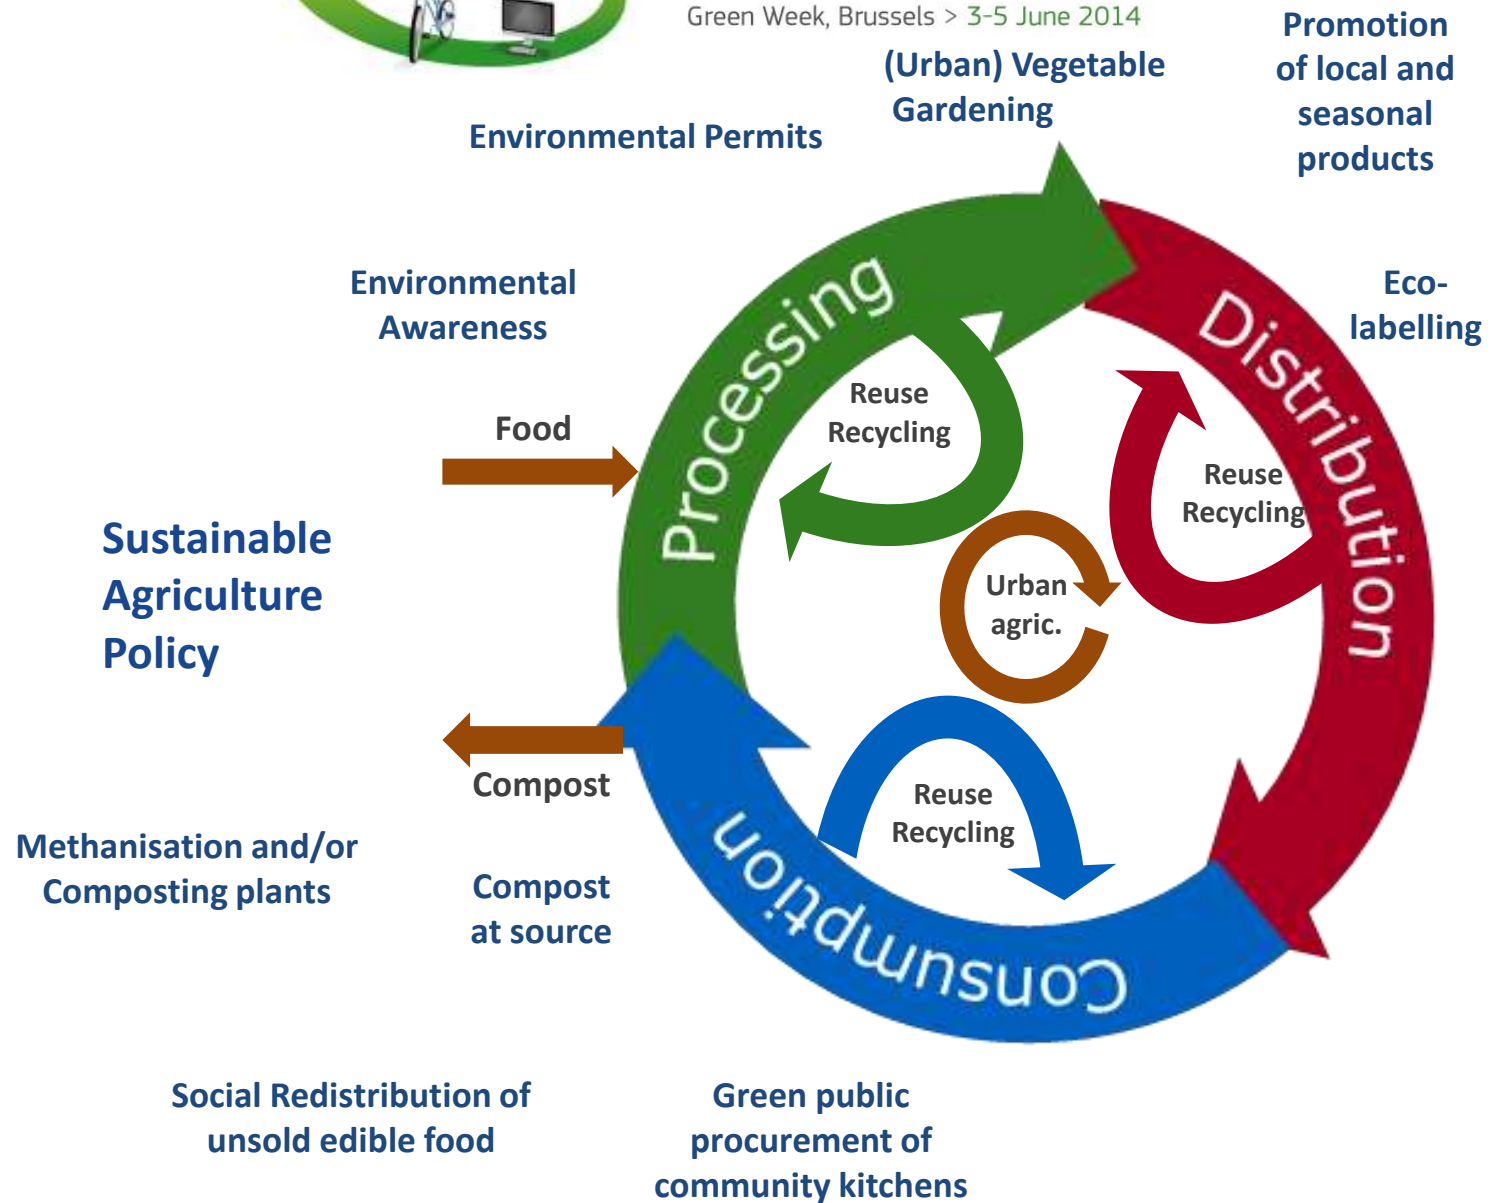 Green Week, Brussels > 3-5 June 2014
Promotion
of local and
seasonal
products
(Urban) Vegetable
Gardening
Environmental Permits
Environmental
Awareness
Eco-
labelling
Processing
Distribution
Consumption
Reuse
Recycling
Reuse
Recycling
Food
Urban
agric.
Sustainable
Agriculture
Policy
Reuse
Recycling
Compost
Methanisation and/or
Composting plants
Compost
at source
Social Redistribution of
unsold edible food
Green public
procurement of
community kitchens